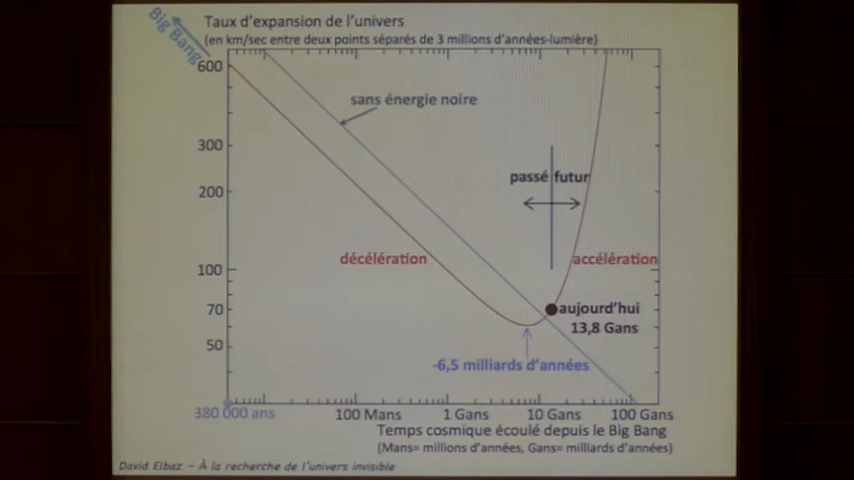 Big Bang
Taux d'expansion de l'univers
(en km/sec entre deux points séparés de 3 millions d'années-lumière)
600
sans énergie noire
300
passé futur
200
décélération
accélération
100
70
aujourd'hui
13,8 Gans
50
-6,5 milliards d'années
380 000 ans
100 Mans
1 Gans
10 Gans
100 Gans
Temps cosmique écoulé depuis le Big Bang
(Mans= millions d'années, Gans= milliards d'années)
David Elbaz – À la recherche de l'univers invisible